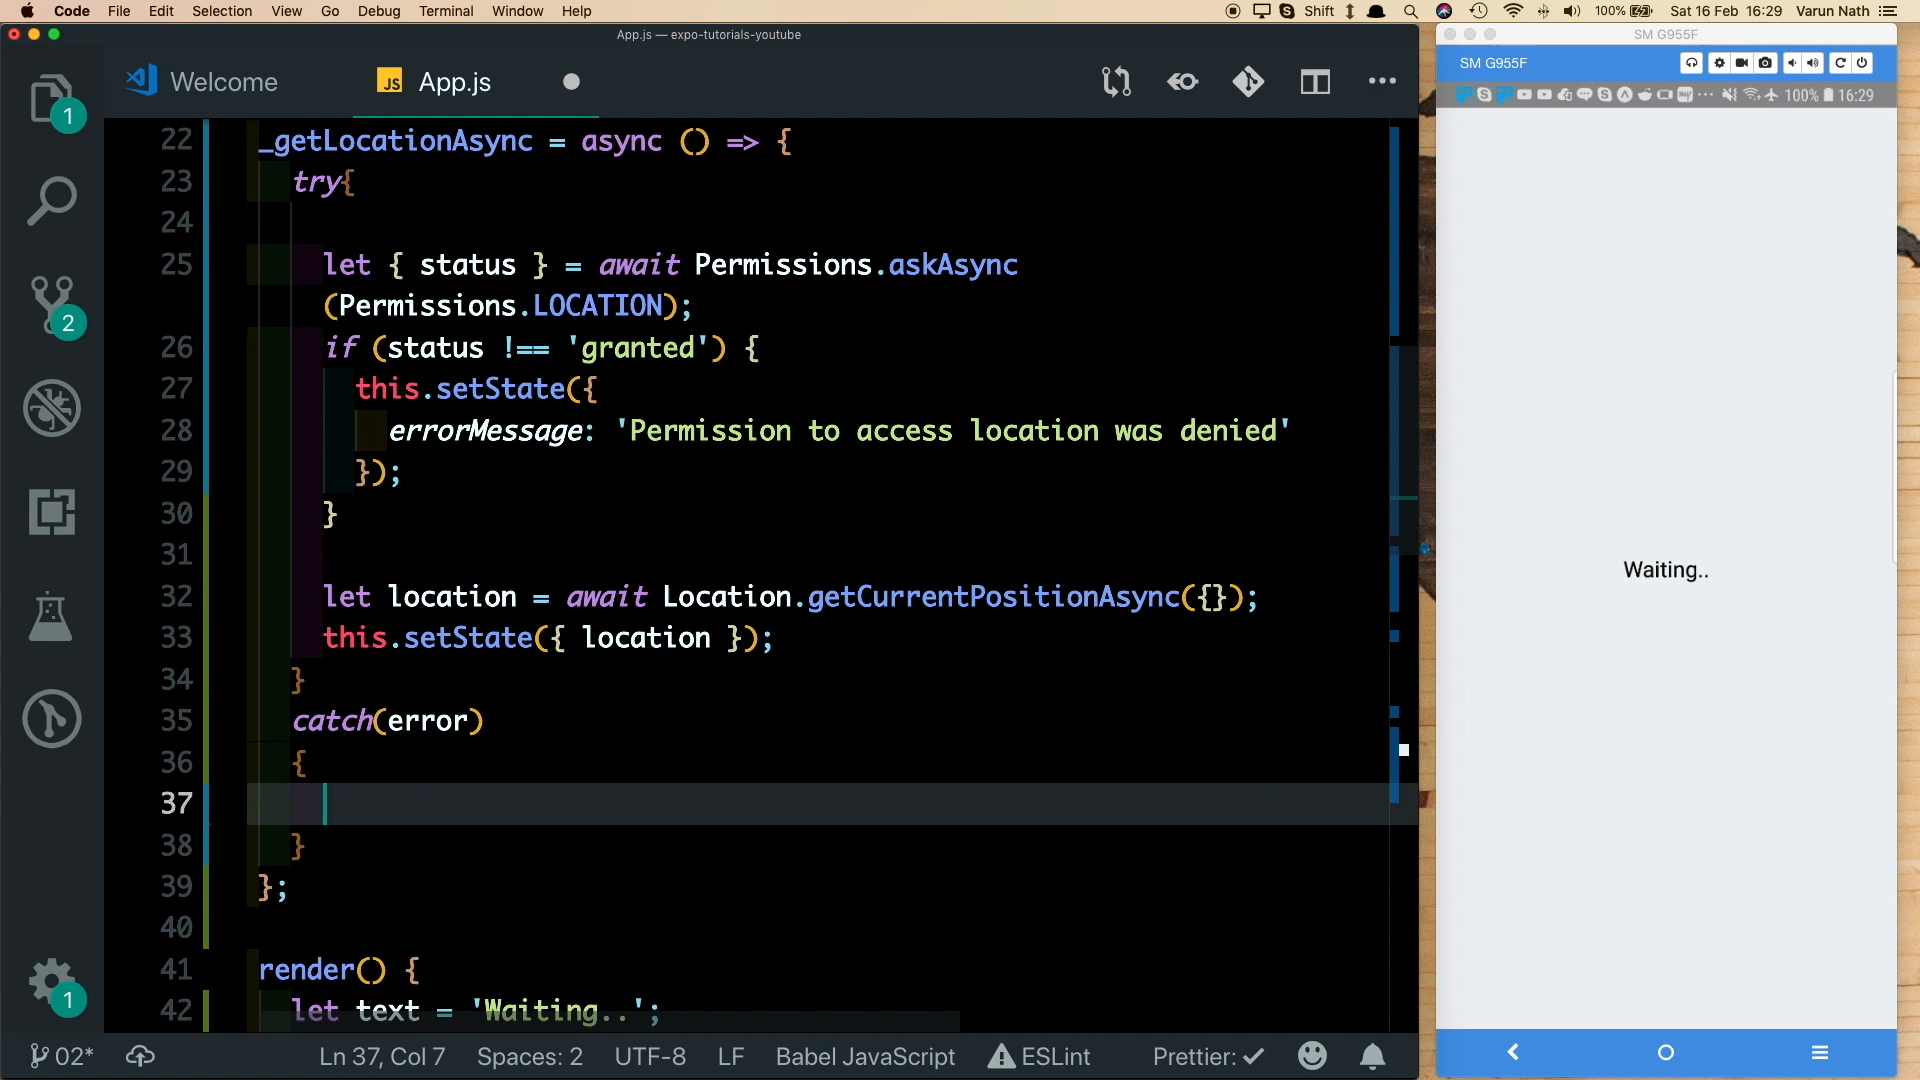 Code File Edit Selection View Go Debug Terminal Window Help Shift 100% Sat 16 Feb 16:29 Varun Nath
App.js — expo-tutorials-youtube
SM G955F
Welcome
App.js
SM G955F
100% 16:29
22 _getLocationAsync = async () => {
23 try{
24
25 let { status } = await Permissions.askAsync
(Permissions.LOCATION);
26 if (status !== 'granted') {
27 this.setState({
28 errorMessage: 'Permission to access location was denied'
29 });
30 }
31
32 let location = await Location.getCurrentPositionAsync({});
33 this.setState({ location });
34 }
35 catch(error)
36 {
37
38 }
39 };
40
41 render() {
42 let text = 'Waiting..';
1
2
1
JS
Waiting..
02* Ln 37, Col 7 Spaces: 2 UTF-8 LF Babel JavaScript ESLint Prettier: ✓